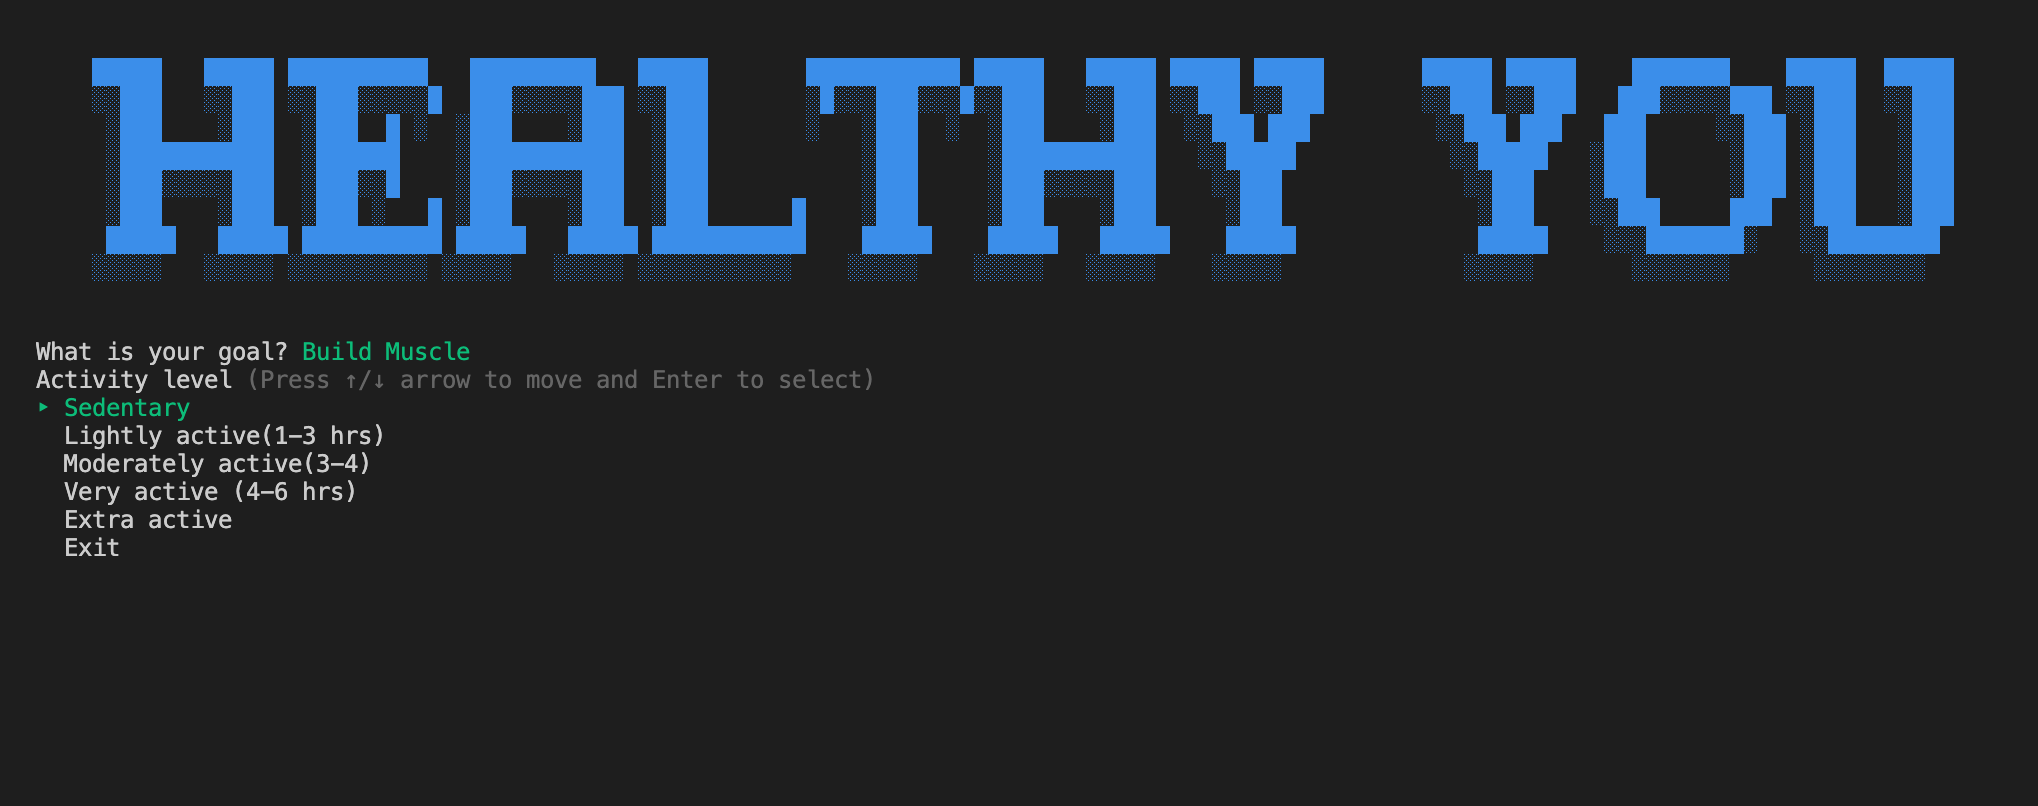 HEALTHY YOU
What is your goal? Build Muscle
Activity level (Press ↑/↓ arrow to move and Enter to select)
‣ Sedentary
Lightly active(1-3 hrs)
Moderately active(3-4)
Very active (4-6 hrs)
Extra active
Exit